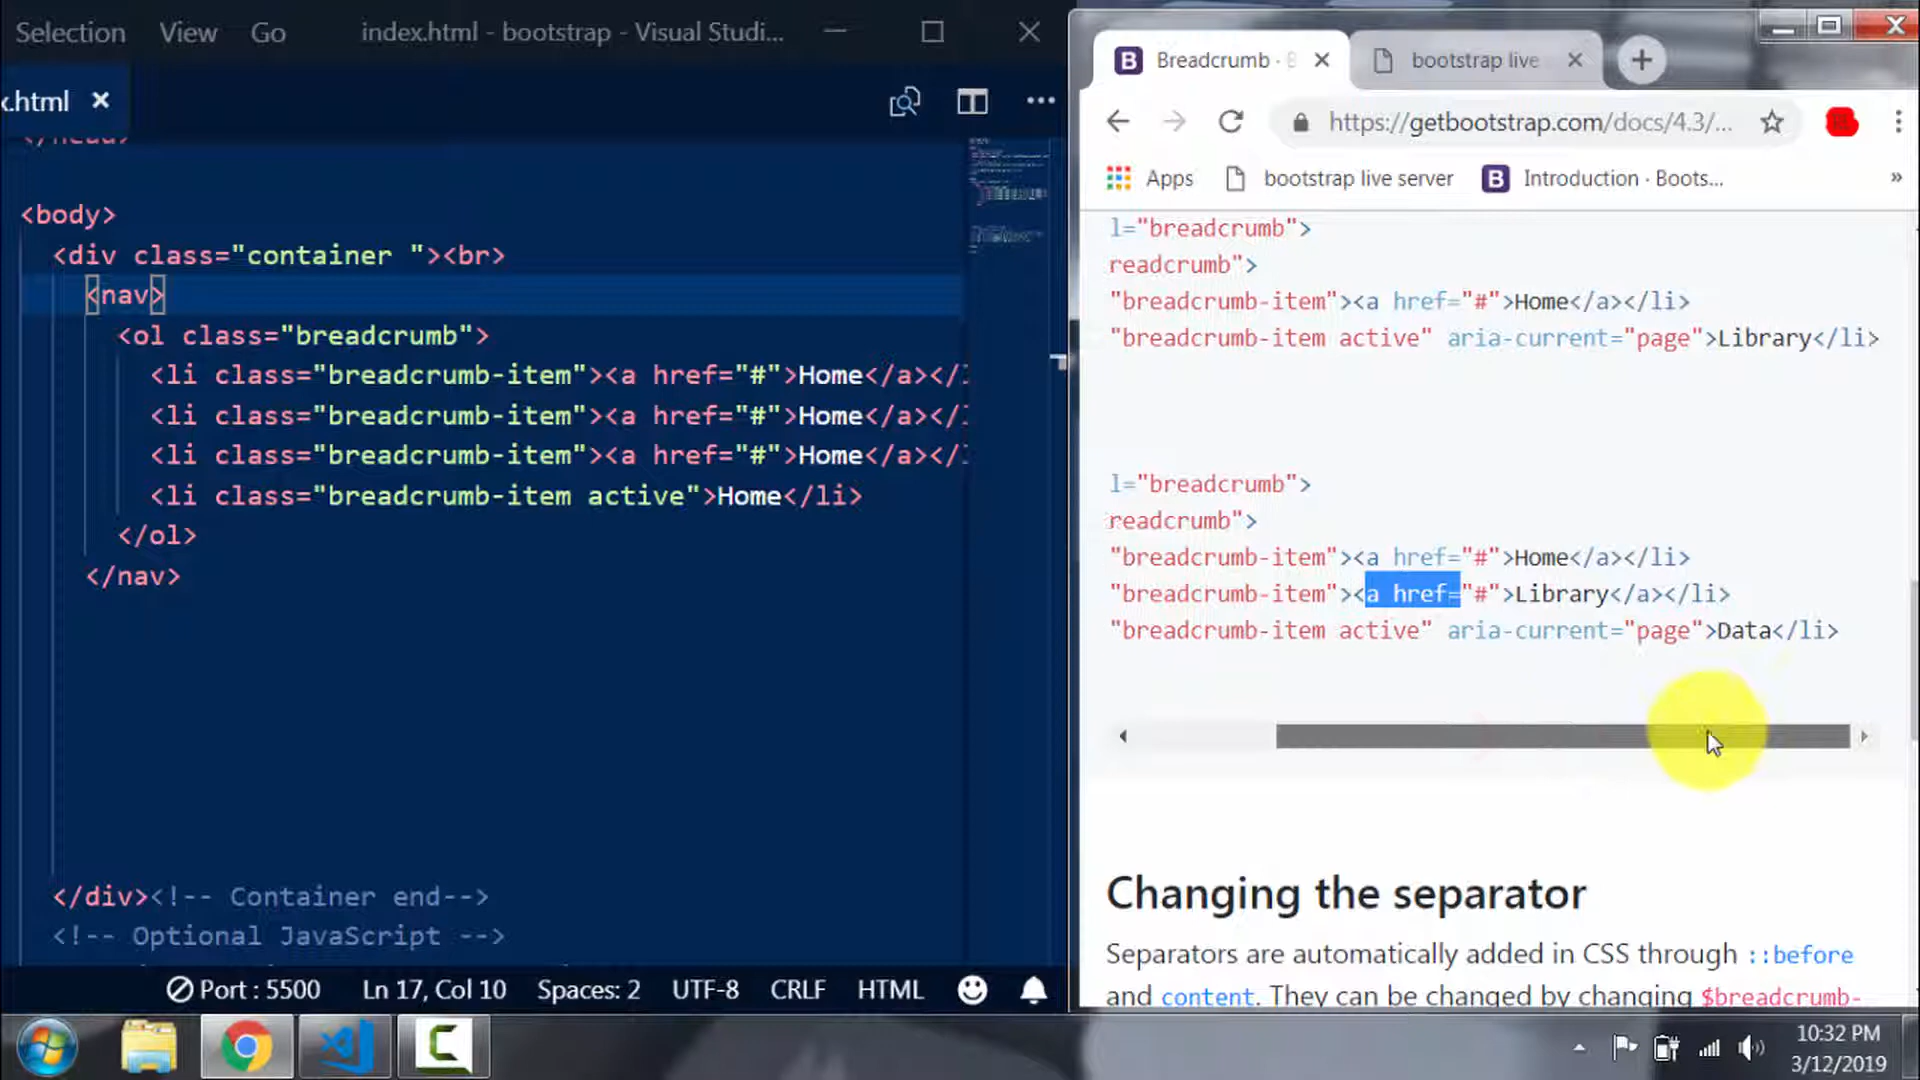 Selection View Go index.html - bootstrap - Visual Studi...
x.html
</head>
<body>
<div class="container "><br>
<nav>
<ol class="breadcrumb">
<li class="breadcrumb-item"><a href="#">Home</a></l
<li class="breadcrumb-item"><a href="#">Home</a></l
<li class="breadcrumb-item"><a href="#">Home</a></l
<li class="breadcrumb-item active">Home</li>
</ol>
</nav>
</div><!-- Container end-->
<!-- Optional JavaScript -->
Port : 5500 Ln 17, Col 10 Spaces: 2 UTF-8 CRLF HTML
Breadcrumb · B bootstrap live
https://getbootstrap.com/docs/4.3/...
Apps bootstrap live server B Introduction · Boots... »
l="breadcrumb">
readcrumb">
"breadcrumb-item"><a href="#">Home</a></li>
"breadcrumb-item active" aria-current="page">Library</li>
l="breadcrumb">
readcrumb">
"breadcrumb-item"><a href="#">Home</a></li>
"breadcrumb-item"><a href="#">Library</a></li>
"breadcrumb-item active" aria-current="page">Data</li>
Changing the separator
Separators are automatically added in CSS through ::before
and content. They can be changed by changing $breadcrumb-
10:32 PM
3/12/2019